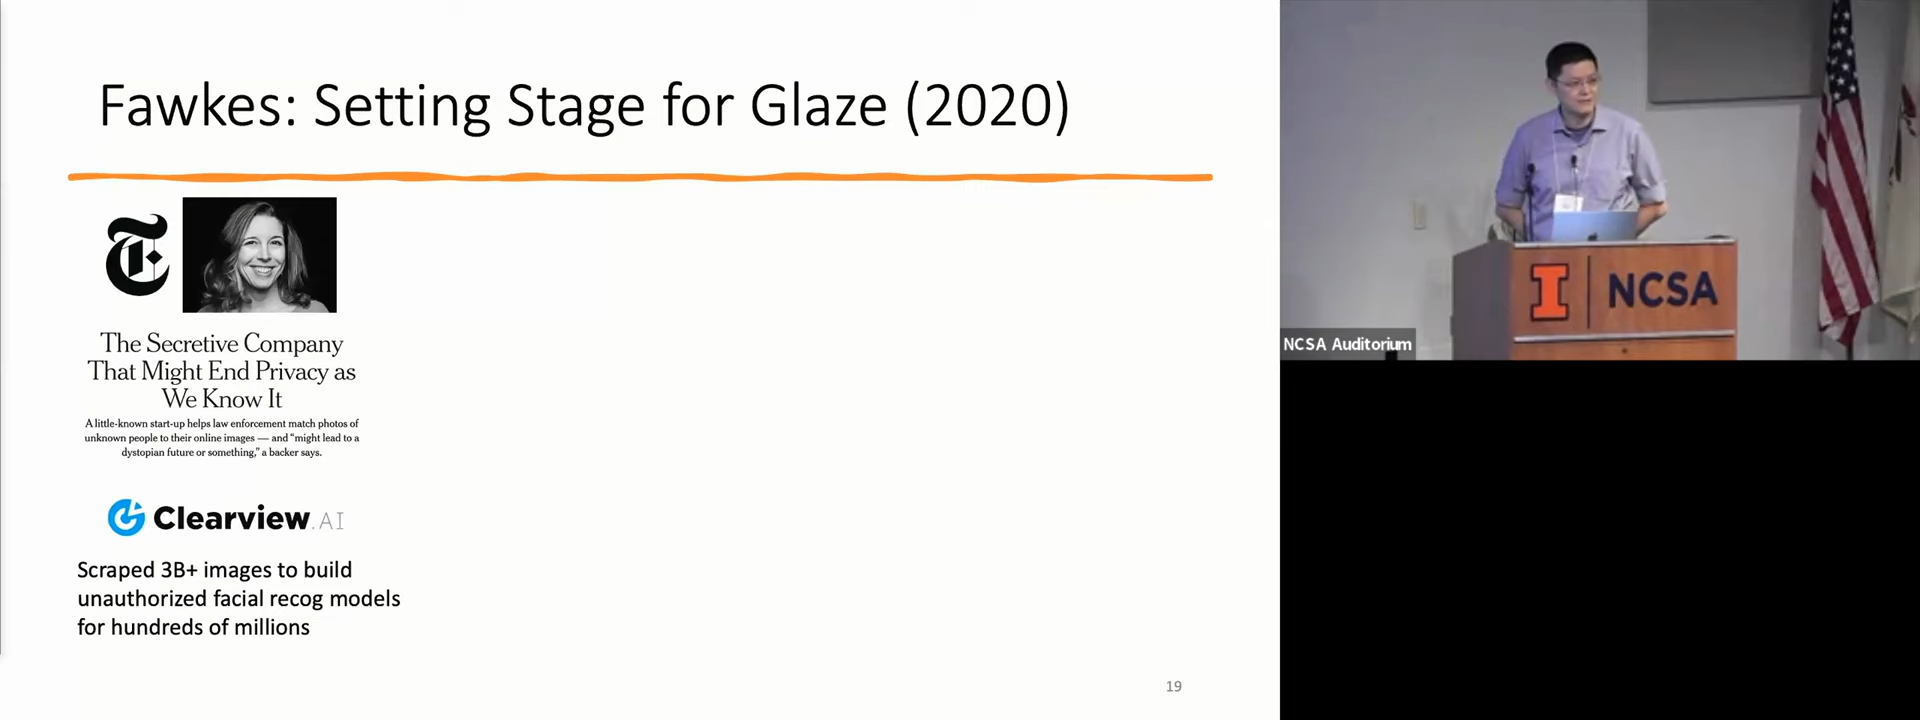 Fawkes: Setting Stage for Glaze (2020)
The Secretive Company
That Might End Privacy as
We Know It
A little-known start-up helps law enforcement match photos of
unknown people to their online images — and "might lead to a
dystopian future or something," a backer says.
Clearview.AI
Scraped 3B+ images to build
unauthorized facial recog models
for hundreds of millions
19
I NCSA
NCSA Auditorium